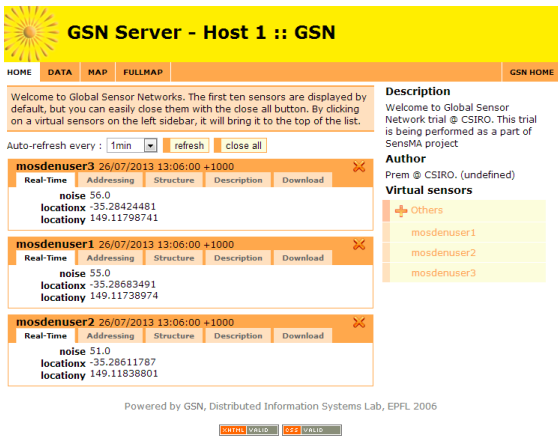 GSN Server - Host 1 :: GSN
HOME DATA MAP FULLMAP GSN HOME
Welcome to Global Sensor Networks. The first ten sensors are displayed by
default, but you can easily close them with the close all button. By clicking
on a virtual sensors on the left sidebar, it will bring it to the top of the list.
Auto-refresh every : 1min refresh close all
mosdenuser3 26/07/2013 13:06:00 +1000
Real-Time Addressing Structure Description Download
noise 56.0
locationx -35.28424481
locationy 149.11798741
mosdenuser1 26/07/2013 13:06:00 +1000
Real-Time Addressing Structure Description Download
noise 55.0
locationx -35.28683491
locationy 149.11738974
mosdenuser2 26/07/2013 13:06:00 +1000
Real-Time Addressing Structure Description Download
noise 51.0
locationx -35.28611787
locationy 149.11838801
Description
Welcome to Global Sensor
Network trial @ CSIRO. This trial
is being performed as a part of
SensMA project
Author
Prem @ CSIRO. (undefined)
Virtual sensors
Others
mosdenuser1
mosdenuser2
mosdenuser3
Powered by GSN, Distributed Information Systems Lab, EPFL 2006
XHTML VALID CSS VALID